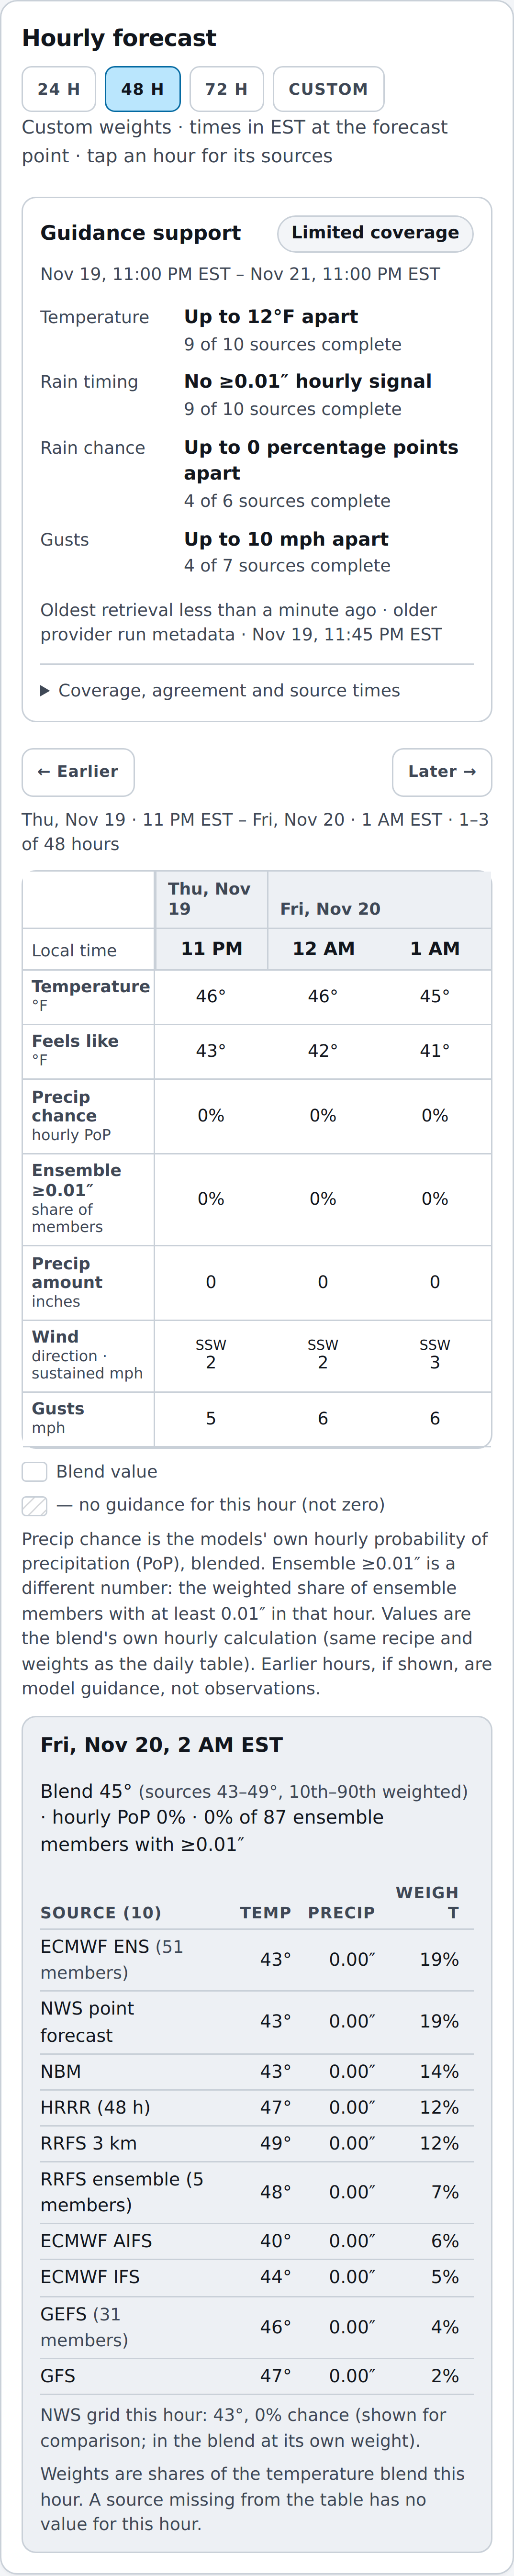 Hourly forecast
24 H 48 H 72 H CUSTOM
Custom weights · times in EST at the forecast
point · tap an hour for its sources
Guidance support Limited coverage
Nov 19, 11:00 PM EST – Nov 21, 11:00 PM EST
Temperature Up to 12°F apart
9 of 10 sources complete
Rain timing No ≥0.01″ hourly signal
9 of 10 sources complete
Rain chance Up to 0 percentage points
apart
4 of 6 sources complete
Gusts Up to 10 mph apart
4 of 7 sources complete
Oldest retrieval less than a minute ago · older
provider run metadata · Nov 19, 11:45 PM EST
▶ Coverage, agreement and source times
← Earlier Later →
Thu, Nov 19 · 11 PM EST – Fri, Nov 20 · 1 AM EST · 1–3
of 48 hours
Thu, Nov
19 Fri, Nov 20
Local time 11 PM 12 AM 1 AM
Temperature
°F 46° 46° 45°
Feels like
°F 43° 42° 41°
Precip
chance
hourly PoP 0% 0% 0%
Ensemble
≥0.01″
share of
members 0% 0% 0%
Precip
amount
inches 0 0 0
Wind
direction ·
sustained mph
SSW SSW SSW
2 2 3
Gusts
mph 5 6 6
Blend value
— no guidance for this hour (not zero)
Precip chance is the models' own hourly probability of
precipitation (PoP), blended. Ensemble ≥0.01″ is a
different number: the weighted share of ensemble
members with at least 0.01″ in that hour. Values are
the blend's own hourly calculation (same recipe and
weights as the daily table). Earlier hours, if shown, are
model guidance, not observations.
Fri, Nov 20, 2 AM EST
Blend 45° (sources 43–49°, 10th–90th weighted)
· hourly PoP 0% · 0% of 87 ensemble
members with ≥0.01″
SOURCE (10) TEMP PRECIP WEIGH
T
ECMWF ENS (51
members) 43° 0.00″ 19%
NWS point
forecast 43° 0.00″ 19%
NBM 43° 0.00″ 14%
HRRR (48 h) 47° 0.00″ 12%
RRFS 3 km 49° 0.00″ 12%
RRFS ensemble (5
members) 48° 0.00″ 7%
ECMWF AIFS 40° 0.00″ 6%
ECMWF IFS 44° 0.00″ 5%
GEFS (31
members) 46° 0.00″ 4%
GFS 47° 0.00″ 2%
NWS grid this hour: 43°, 0% chance (shown for
comparison; in the blend at its own weight).
Weights are shares of the temperature blend this
hour. A source missing from the table has no
value for this hour.